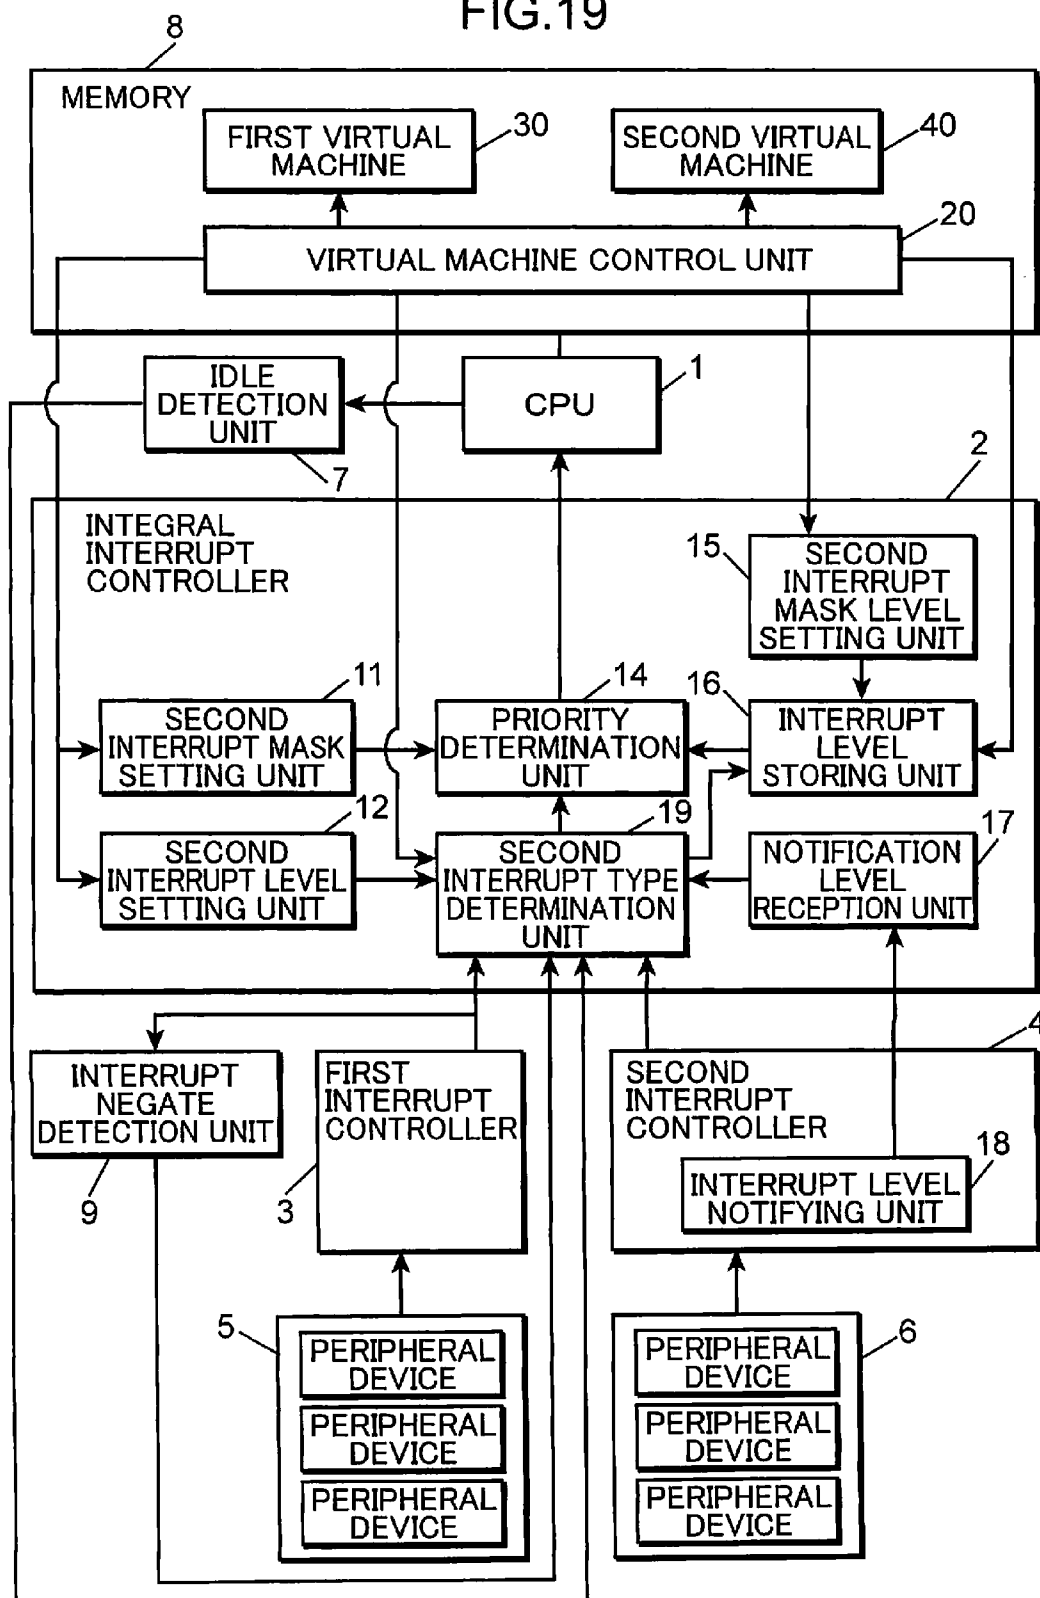 FIG.19
8
MEMORY
FIRST VIRTUAL
MACHINE
30
SECOND VIRTUAL
MACHINE
40
20
VIRTUAL MACHINE CONTROL UNIT
IDLE
DETECTION
UNIT
7
CPU
1
2
INTEGRAL
INTERRUPT
CONTROLLER
15
SECOND
INTERRUPT
MASK LEVEL
SETTING UNIT
11
SECOND
INTERRUPT MASK
SETTING UNIT
14
PRIORITY
DETERMINATION
UNIT
16
INTERRUPT
LEVEL
STORING UNIT
12
SECOND
INTERRUPT LEVEL
SETTING UNIT
19
SECOND
INTERRUPT TYPE
DETERMINATION
UNIT
17
NOTIFICATION
LEVEL
RECEPTION UNIT
INTERRUPT
NEGATE
DETECTION UNIT
9
FIRST
INTERRUPT
CONTROLLER
3
4
SECOND
INTERRUPT
CONTROLLER
18
INTERRUPT LEVEL
NOTIFYING UNIT
5
PERIPHERAL
DEVICE
PERIPHERAL
DEVICE
PERIPHERAL
DEVICE
6
PERIPHERAL
DEVICE
PERIPHERAL
DEVICE
PERIPHERAL
DEVICE